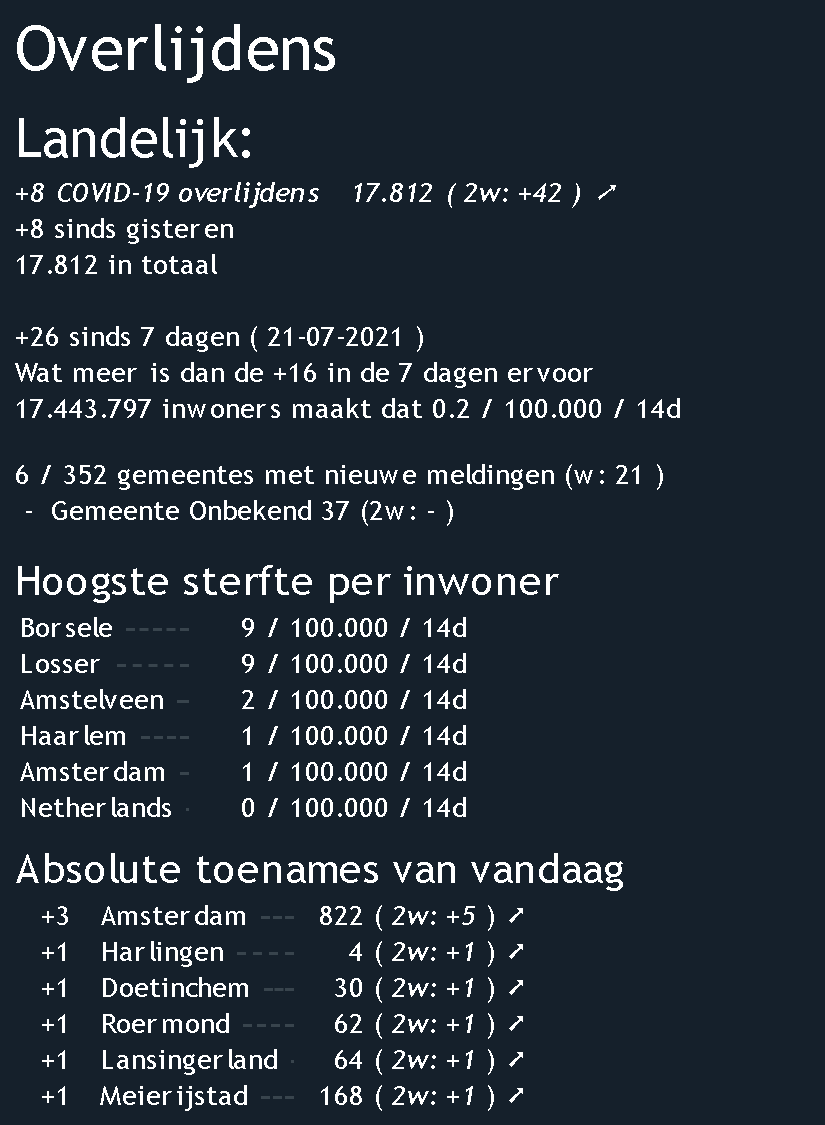 Overlijdens
Landelijk:
+8 COVID-19 overlijdens 17.812 ( 2w: +42 ) ➚
+8 sinds gisteren
17.812 in totaal
+26 sinds 7 dagen ( 21-07-2021 )
Wat meer is dan de +16 in de 7 dagen ervoor
17.443.797 inwoners maakt dat 0.2 / 100.000 / 14d
6 / 352 gemeentes met nieuwe meldingen (w: 21 )
- Gemeente Onbekend 37 (2w: - )
Hoogste sterfte per inwoner
Borsele ----- 9 / 100.000 / 14d
Losser ----- 9 / 100.000 / 14d
Amstelveen - 2 / 100.000 / 14d
Haarlem ---- 1 / 100.000 / 14d
Amsterdam - 1 / 100.000 / 14d
Netherlands · 0 / 100.000 / 14d
Absolute toenames van vandaag
+3 Amsterdam --- 822 ( 2w: +5 ) ➚
+1 Harlingen ---- 4 ( 2w: +1 ) ➚
+1 Doetinchem --- 30 ( 2w: +1 ) ➚
+1 Roermond ---- 62 ( 2w: +1 ) ➚
+1 Lansingerland · 64 ( 2w: +1 ) ➚
+1 Meierijstad --- 168 ( 2w: +1 ) ➚